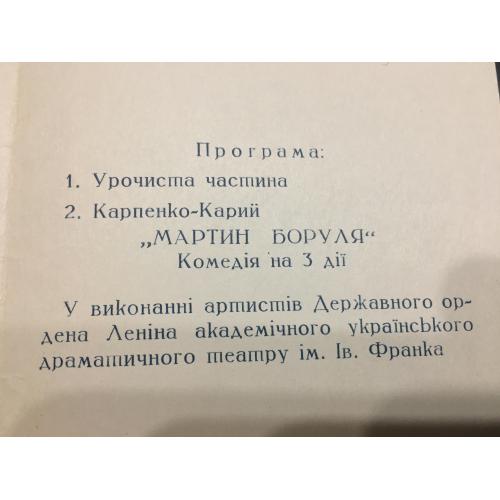 Програма:
1. Урочиста частина
2. Карпенко-Карий
„МАРТИН БОРУЛЯ“
Комедія на 3 дії
У виконанні артистів Державного ор-
дена Леніна академічного українського
драматичного театру ім. Ів. Франка